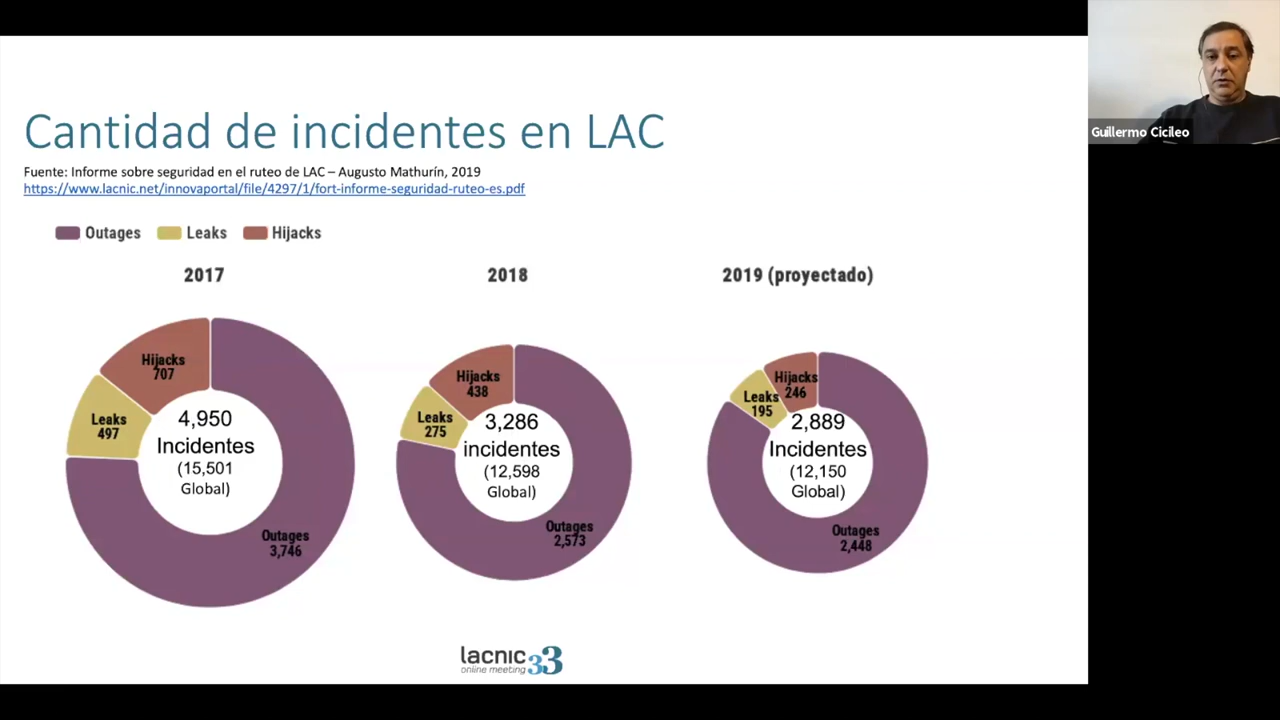 Cantidad de incidentes en LAC
Fuente: Informe sobre seguridad en el ruteo de LAC – Augusto Mathurín, 2019
https://www.lacnic.net/innovaportal/file/4297/1/fort-informe-seguridad-ruteo-es.pdf
Outages Leaks Hijacks
2017
Hijacks
707
Leaks
497
4,950
Incidentes
(15,501
Global)
Outages
3,746
2018
Hijacks
438
Leaks
275
3,286
incidentes
(12,598
Global)
Outages
2,573
2019 (proyectado)
Hijacks
246
Leaks
195
2,889
Incidentes
(12,150
Global)
Outages
2,448
lacnic 33
online meeting
Guillermo Cicileo